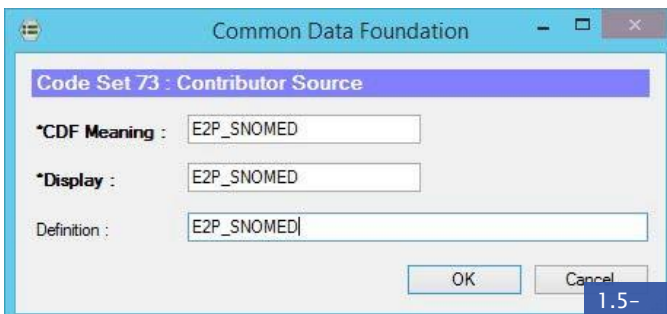 Common Data Foundation
Code Set 73 : Contributor Source
*CDF Meaning : E2P_SNOMED
*Display : E2P_SNOMED
Definition : E2P_SNOMED
OK Cancel
1.5-